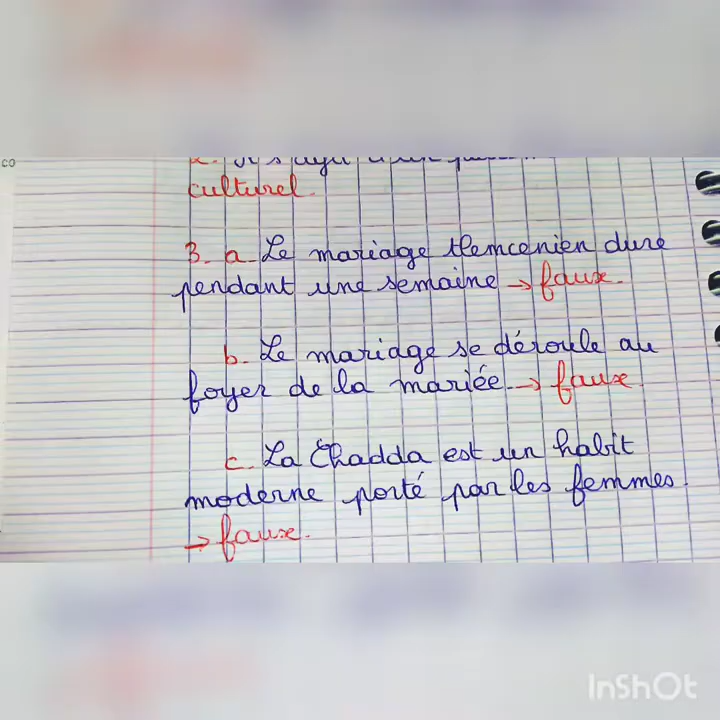 co
culturel.
3. a. Le mariage tlemcenien dure
pendant une semaine → faux.
b. Le mariage se déroule au
foyer de la mariée → faux
c. La Chadda est un habit
moderne porté par les femmes.
→ faux.
InShOt